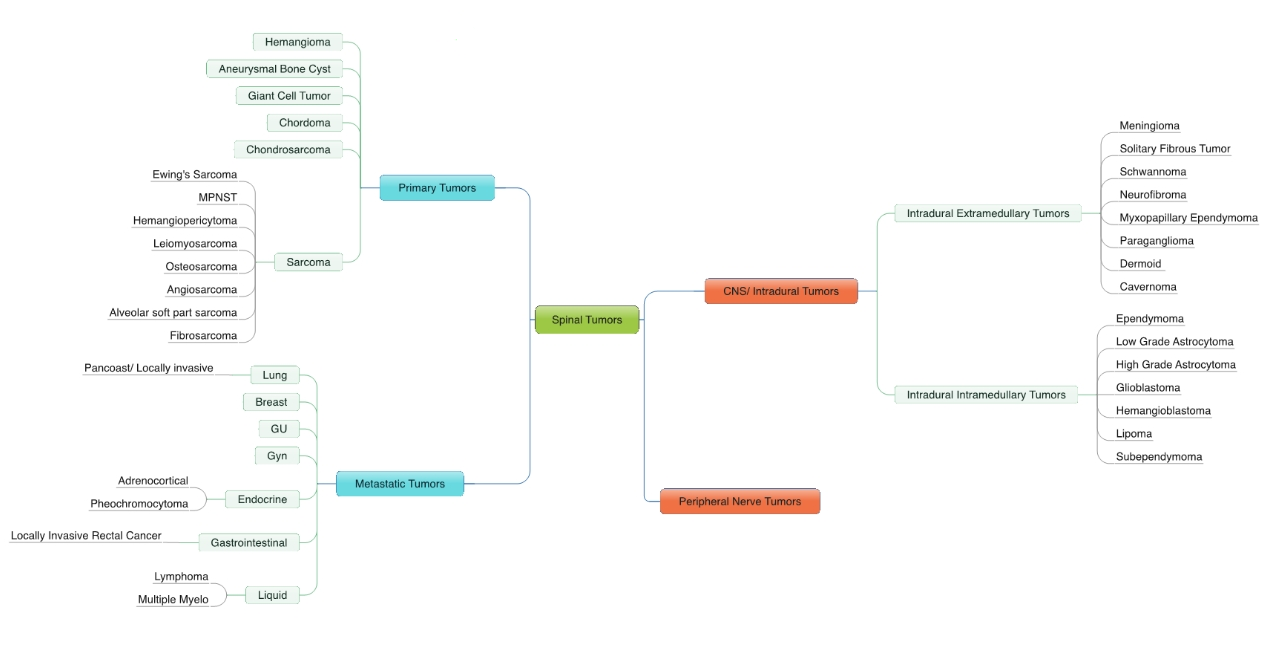 Hemangioma
Aneurysmal Bone Cyst
Giant Cell Tumor
Chordoma
Chondrosarcoma
Ewing's Sarcoma
MPNST
Hemangiopericytoma
Leiomyosarcoma
Osteosarcoma
Angiosarcoma
Alveolar soft part sarcoma
Fibrosarcoma
Sarcoma
Primary Tumors
Pancoast/ Locally invasive
Lung
Breast
GU
Gyn
Adrenocortical
Pheochromocytoma
Endocrine
Locally Invasive Rectal Cancer
Gastrointestinal
Lymphoma
Multiple Myelo
Liquid
Metastatic Tumors
Spinal Tumors
CNS/ Intradural Tumors
Peripheral Nerve Tumors
Intradural Extramedullary Tumors
Meningioma
Solitary Fibrous Tumor
Schwannoma
Neurofibroma
Myxopapillary Ependymoma
Paraganglioma
Dermoid
Cavernoma
Intradural Intramedullary Tumors
Ependymoma
Low Grade Astrocytoma
High Grade Astrocytoma
Glioblastoma
Hemangioblastoma
Lipoma
Subependymoma